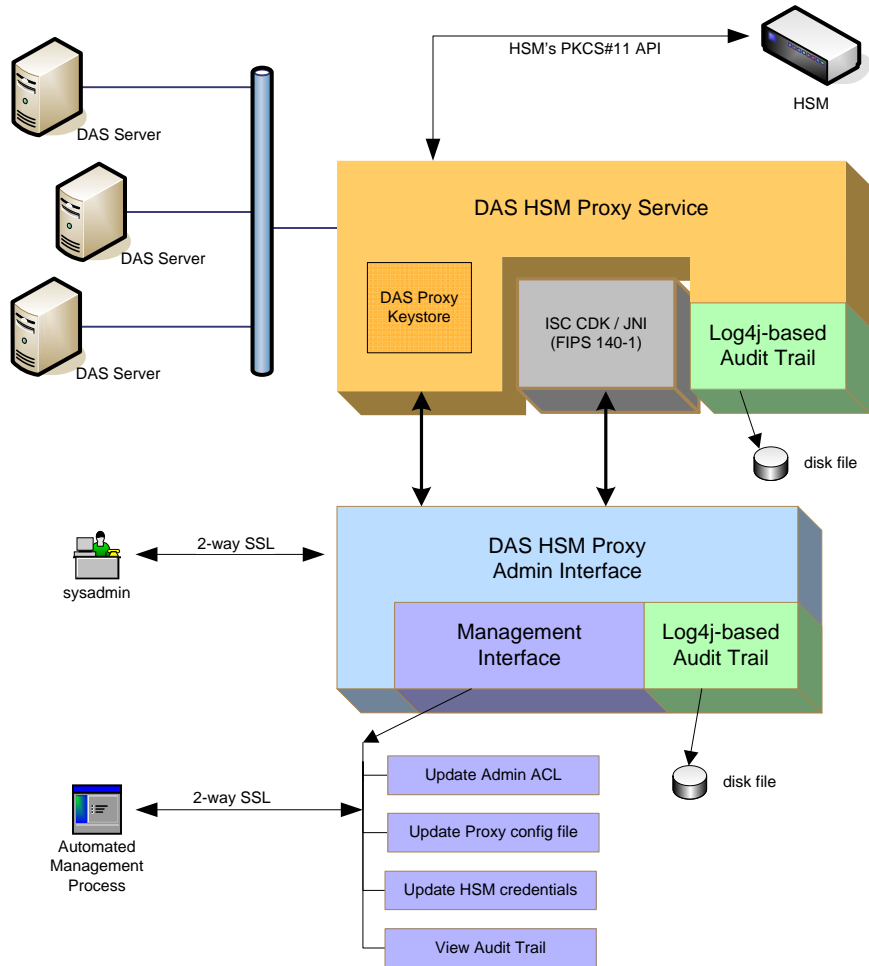 HSM's PKCS#11 API
HSM
DAS Server
DAS Server
DAS Server
DAS HSM Proxy Service
DAS Proxy
Keystore
ISC CDK / JNI
(FIPS 140-1)
Log4j-based
Audit Trail
disk file
2-way SSL
sysadmin
DAS HSM Proxy
Admin Interface
Management
Interface
Log4j-based
Audit Trail
disk file
2-way SSL
Automated
Management
Process
Update Admin ACL
Update Proxy config file
Update HSM credentials
View Audit Trail